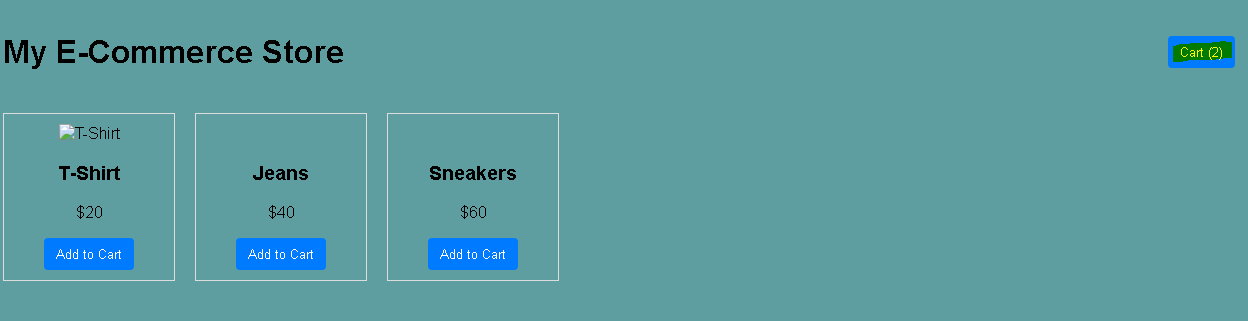 My E-Commerce Store
Cart (2)
T-Shirt
T-Shirt
Jeans
Sneakers
$20
$40
$60
Add to Cart
Add to Cart
Add to Cart